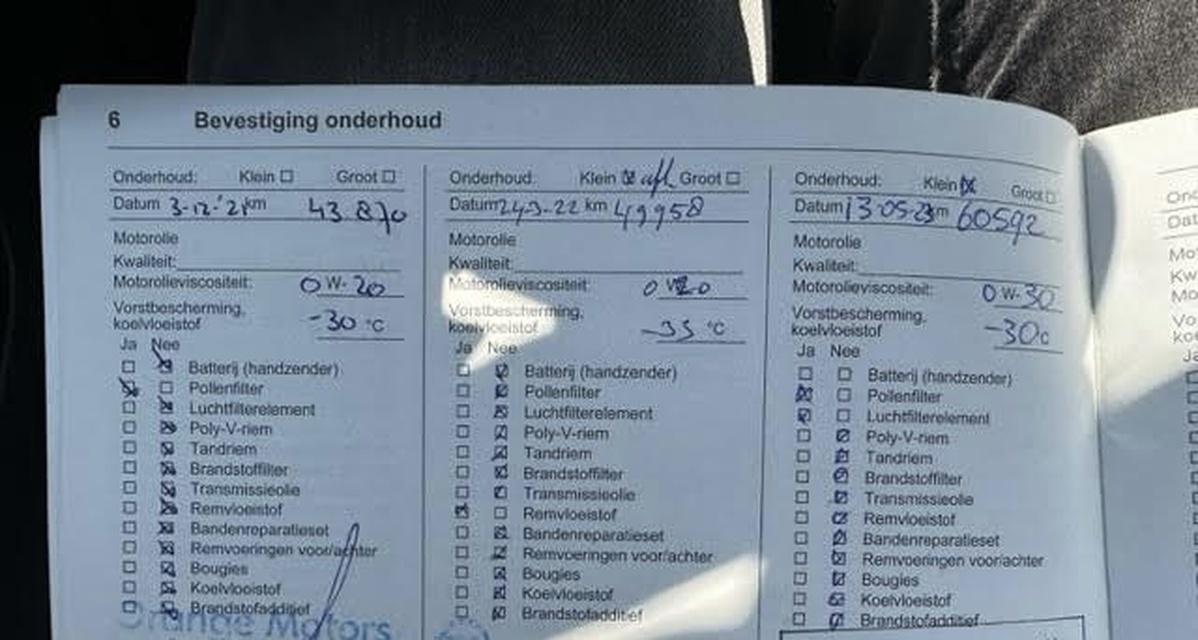 6 Bevestiging onderhoud
Onderhoud: Klein Groot
Datum 3-12-'21 km 43 870
Motorolie
Kwaliteit:
Motorolieviscositeit: 0 W- 20
Vorstbescherming,
koelvloeistof -30 °C
Ja Nee
Batterij (handzender)
Pollenfilter
Luchtfilterelement
Poly-V-riem
Tandriem
Brandstoffilter
Transmissieolie
Remvloeistof
Bandenreparatieset
Remvoeringen voor/achter
Bougies
Koelvloeistof
Brandstofadditief
Orange Motors
Onderhoud: Klein Groot
Datum 24-3-22 km 49958
Motorolie
Kwaliteit:
Motorolieviscositeit: 0 W 20
Vorstbescherming,
koelvloeistof -35 °C
Ja Nee
Batterij (handzender)
Pollenfilter
Luchtfilterelement
Poly-V-riem
Tandriem
Brandstoffilter
Transmissieolie
Remvloeistof
Bandenreparatieset
Remvoeringen voor/achter
Bougies
Koelvloeistof
Brandstofadditief
Onderhoud: Klein Groot
Datum 13-05-23 km 60592
Motorolie
Kwaliteit:
Motorolieviscositeit: 0 W- 30
Vorstbescherming,
koelvloeistof -30c
Ja Nee
Batterij (handzender)
Pollenfilter
Luchtfilterelement
Poly-V-riem
Tandriem
Brandstoffilter
Transmissieolie
Remvloeistof
Bandenreparatieset
Remvoeringen voor/achter
Bougies
Koelvloeistof
Brandstofadditief